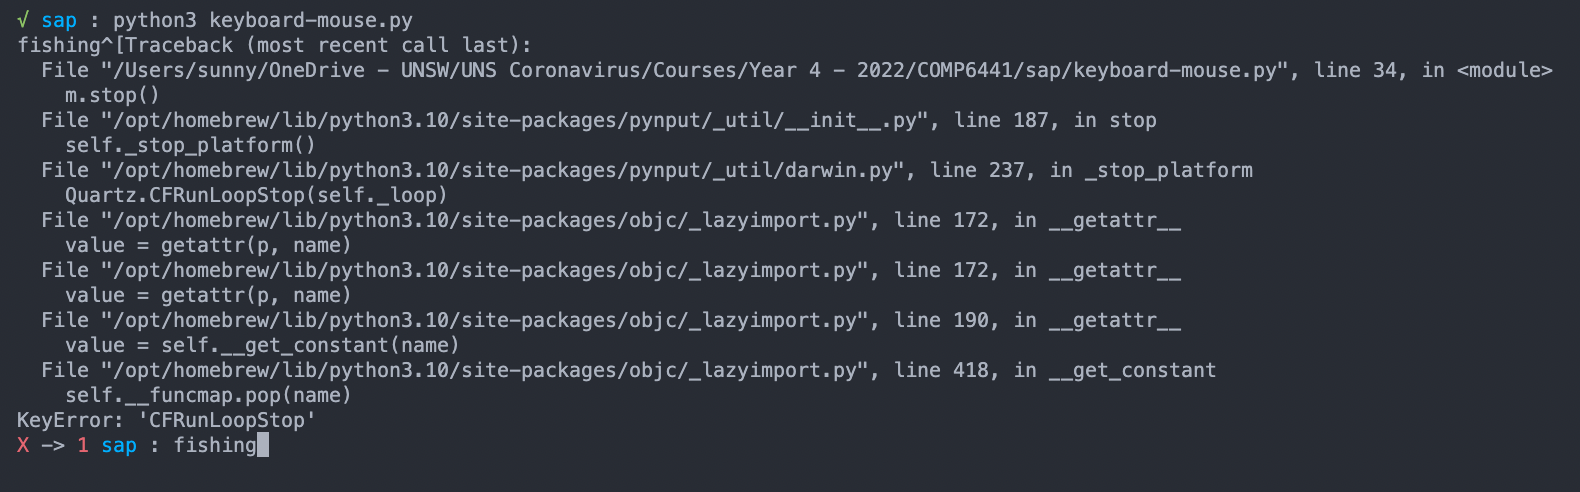 √ sap : python3 keyboard-mouse.py
fishing^[Traceback (most recent call last):
  File "/Users/sunny/OneDrive - UNSW/UNS Coronavirus/Courses/Year 4 - 2022/COMP6441/sap/keyboard-mouse.py", line 34, in <module>
    m.stop()
  File "/opt/homebrew/lib/python3.10/site-packages/pynput/_util/__init__.py", line 187, in stop
    self._stop_platform()
  File "/opt/homebrew/lib/python3.10/site-packages/pynput/_util/darwin.py", line 237, in _stop_platform
    Quartz.CFRunLoopStop(self._loop)
  File "/opt/homebrew/lib/python3.10/site-packages/objc/_lazyimport.py", line 172, in __getattr__
    value = getattr(p, name)
  File "/opt/homebrew/lib/python3.10/site-packages/objc/_lazyimport.py", line 172, in __getattr__
    value = getattr(p, name)
  File "/opt/homebrew/lib/python3.10/site-packages/objc/_lazyimport.py", line 190, in __getattr__
    value = self.__get_constant(name)
  File "/opt/homebrew/lib/python3.10/site-packages/objc/_lazyimport.py", line 418, in __get_constant
    self.__funcmap.pop(name)
KeyError: 'CFRunLoopStop'
X -> 1 sap : fishing